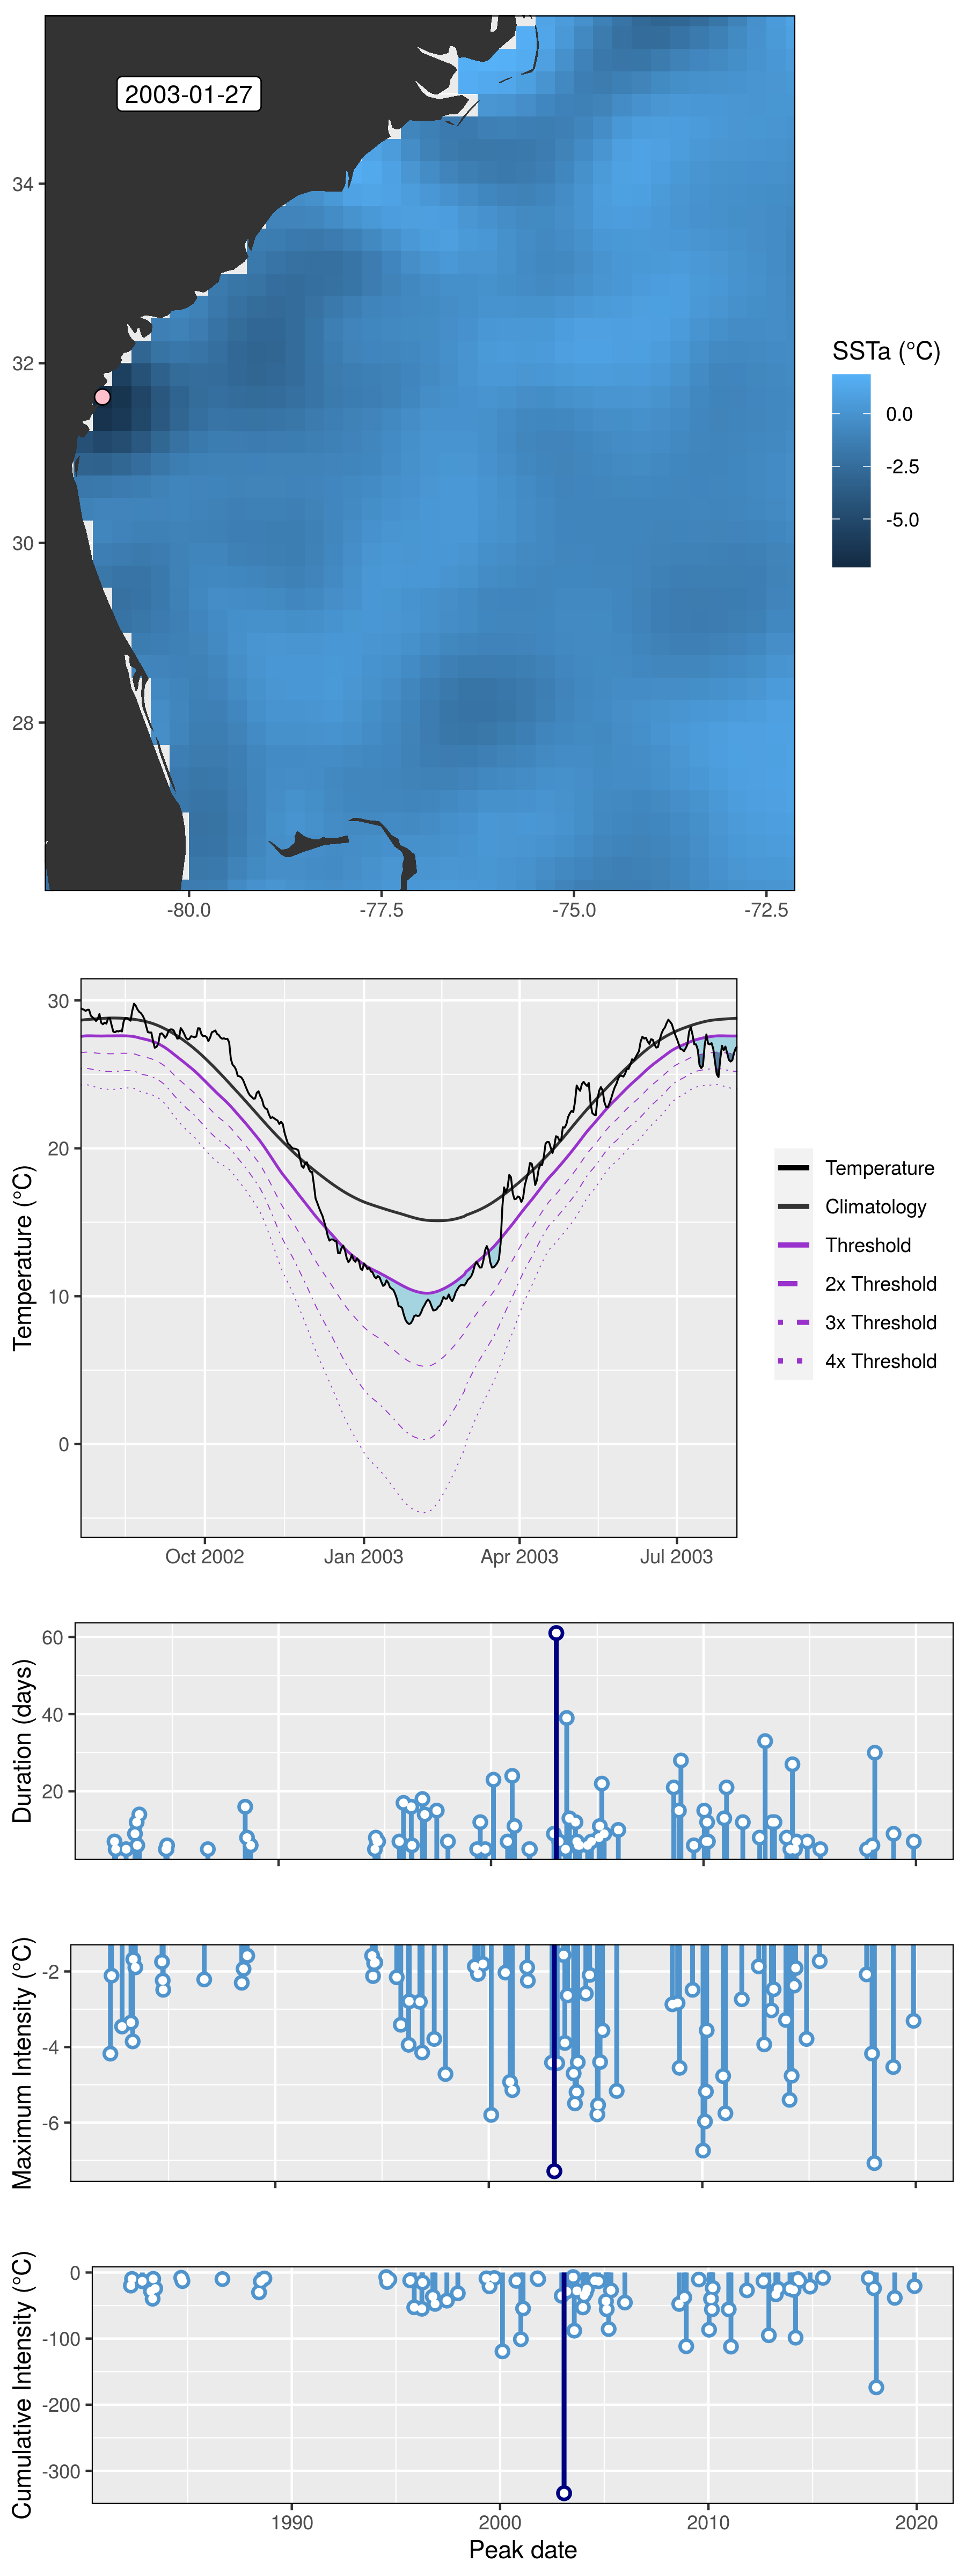 2003-01-27
34
32
30
28
-80.0
-77.5
-75.0
-72.5
SSTa (°C)
0.0
-2.5
-5.0
Temperature (°C)
30
20
10
0
Oct 2002
Jan 2003
Apr 2003
Jul 2003
Temperature
Climatology
Threshold
2x Threshold
3x Threshold
4x Threshold
Duration (days)
60
40
20
Maximum Intensity (°C)
-2
-4
-6
Cumulative Intensity (°C)
0
-100
-200
-300
1990
2000
2010
2020
Peak date